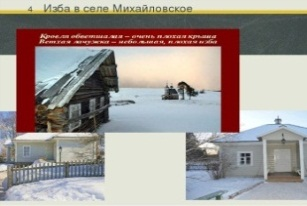 4 Изба в селе Михайловское
Кровля обветшалая – очень плохая крыша
Ветхая лачужка – небольшая, плохая изба